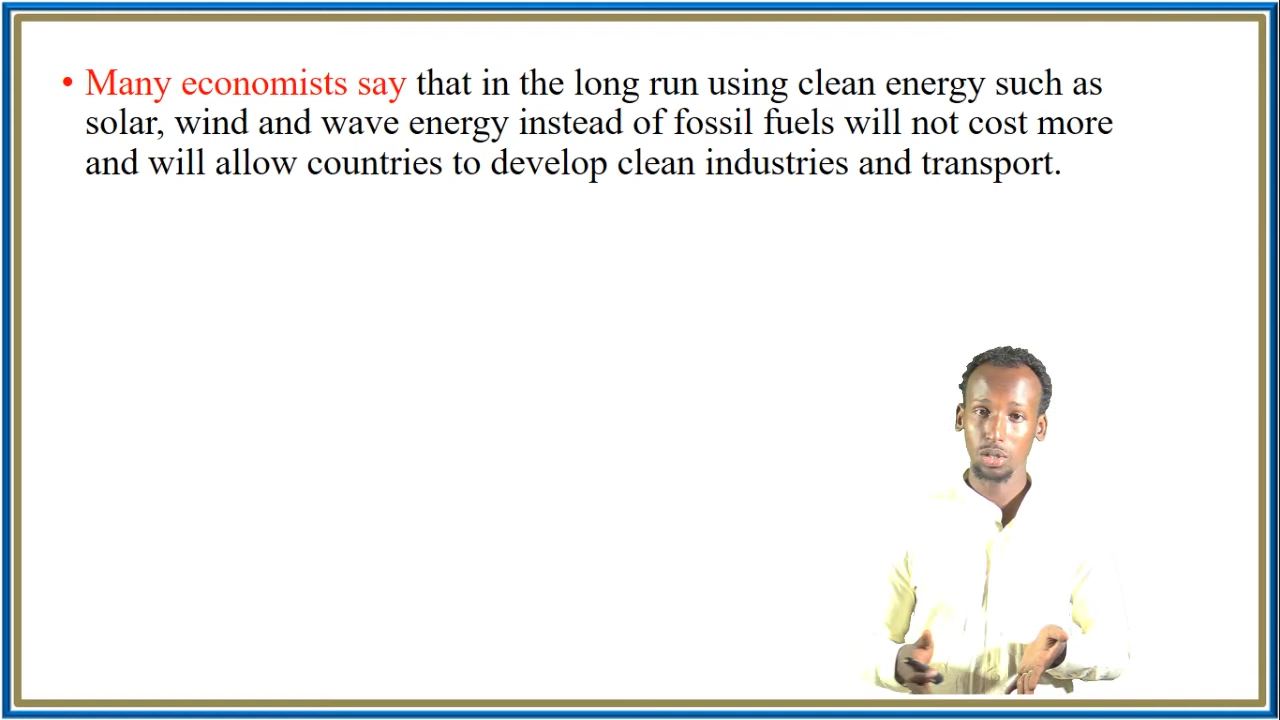 • Many economists say that in the long run using clean energy such as
solar, wind and wave energy instead of fossil fuels will not cost more
and will allow countries to develop clean industries and transport.